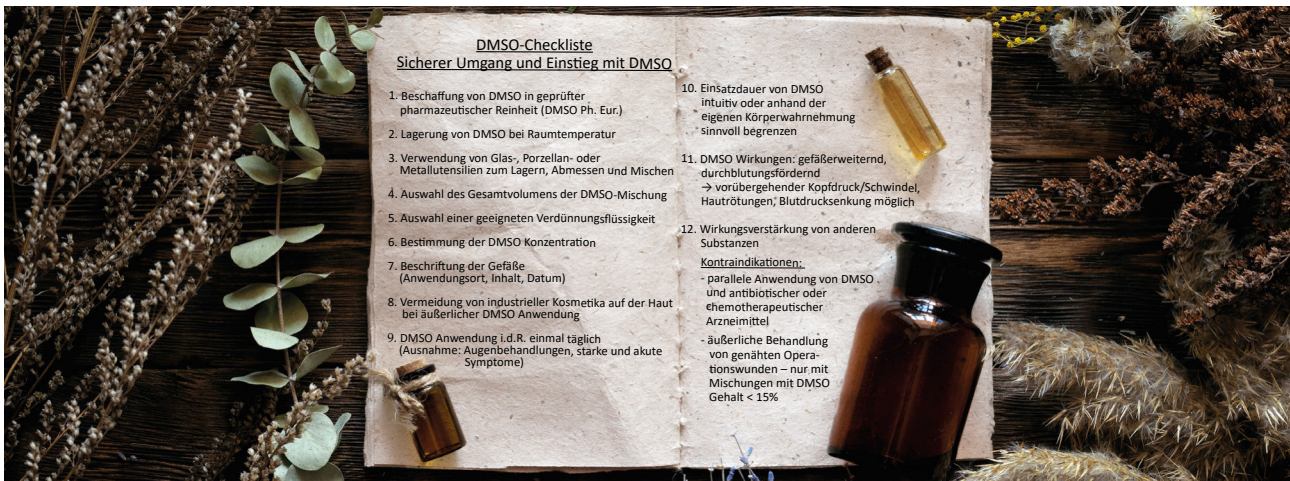 DMSO-Checkliste
Sicherer Umgang und Einstieg mit DMSO
1. Beschaffung von DMSO in geprüfter
pharmazeutischer Reinheit (DMSO Ph. Eur.)
2. Lagerung von DMSO bei Raumtemperatur
3. Verwendung von Glas-, Porzellan- oder
Metallutensilien zum Lagern, Abmessen und Mischen
4. Auswahl des Gesamtvolumens der DMSO-Mischung
5. Auswahl einer geeigneten Verdünnungsflüssigkeit
6. Bestimmung der DMSO Konzentration
7. Beschriftung der Gefäße
(Anwendungsort, Inhalt, Datum)
8. Vermeidung von industrieller Kosmetika auf der Haut
bei äußerlicher DMSO Anwendung
9. DMSO Anwendung i.d.R. einmal täglich
(Ausnahme: Augenbehandlungen, starke und akute
Symptome)
10. Einsatzdauer von DMSO
intuitiv oder anhand der
eigenen Körperwahrnehmung
sinnvoll begrenzen
11. DMSO Wirkungen: gefäßerweiternd,
durchblutungsfördernd
→ vorübergehender Kopfdruck/Schwindel,
Hautrötungen, Blutdrucksenkung möglich
12. Wirkungsverstärkung von anderen
Substanzen
Kontraindikationen:
- parallele Anwendung von DMSO
und antibiotischer oder
chemotherapeutischer
Arzneimittel
- äußerliche Behandlung
von genähten Opera-
tionswunden – nur mit
Mischungen mit DMSO
Gehalt < 15%